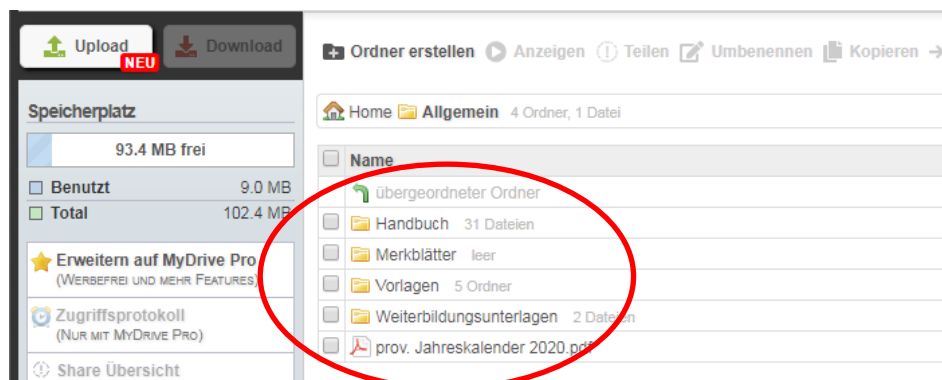 Upload
NEU
Download
Speicherplatz
93.4 MB frei
Benutzt 9.0 MB
Total 102.4 MB
Erweitern auf MyDrive Pro
(Werbefrei und mehr Features)
Zugriffsprotokoll
(Nur mit MyDrive Pro)
Share Übersicht
Ordner erstellen Anzeigen Teilen Umbenennen Kopieren
Home Allgemein 4 Ordner, 1 Datei
Name
übergeordneter Ordner
Handbuch 31 Dateien
Merkblätter leer
Vorlagen 5 Ordner
Weiterbildungsunterlagen 2 Dateien
prov. Jahreskalender 2020.pdf